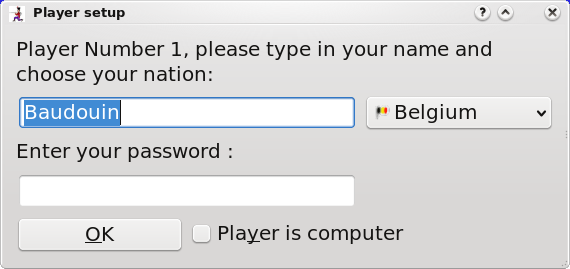 Player setup
Player Number 1, please type in your name and
choose your nation:
Baudouin
Belgium
Enter your password :
OK
Player is computer